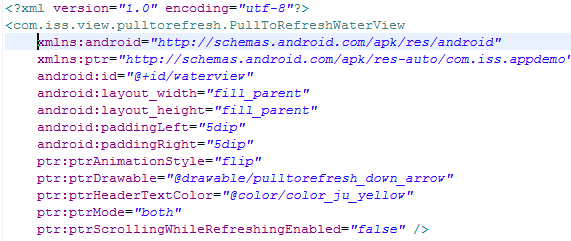 <?xml version="1.0" encoding="utf-8"?>
<com.iss.view.pulltorefresh.PullToRefreshWaterView
xmlns:android="http://schemas.android.com/apk/res/android"
xmlns:ptr="http://schemas.android.com/apk/res-auto/com.iss.appdemo"
android:id="@+id/waterview"
android:layout_width="fill_parent"
android:layout_height="fill_parent"
android:paddingLeft="5dip"
android:paddingRight="5dip"
ptr:ptrAnimationStyle="flip"
ptr:ptrDrawable="@drawable/pulltorefresh_down_arrow"
ptr:ptrHeaderTextColor="@color/color_ju_yellow"
ptr:ptrMode="both"
ptr:ptrScrollingWhileRefreshingEnabled="false" />